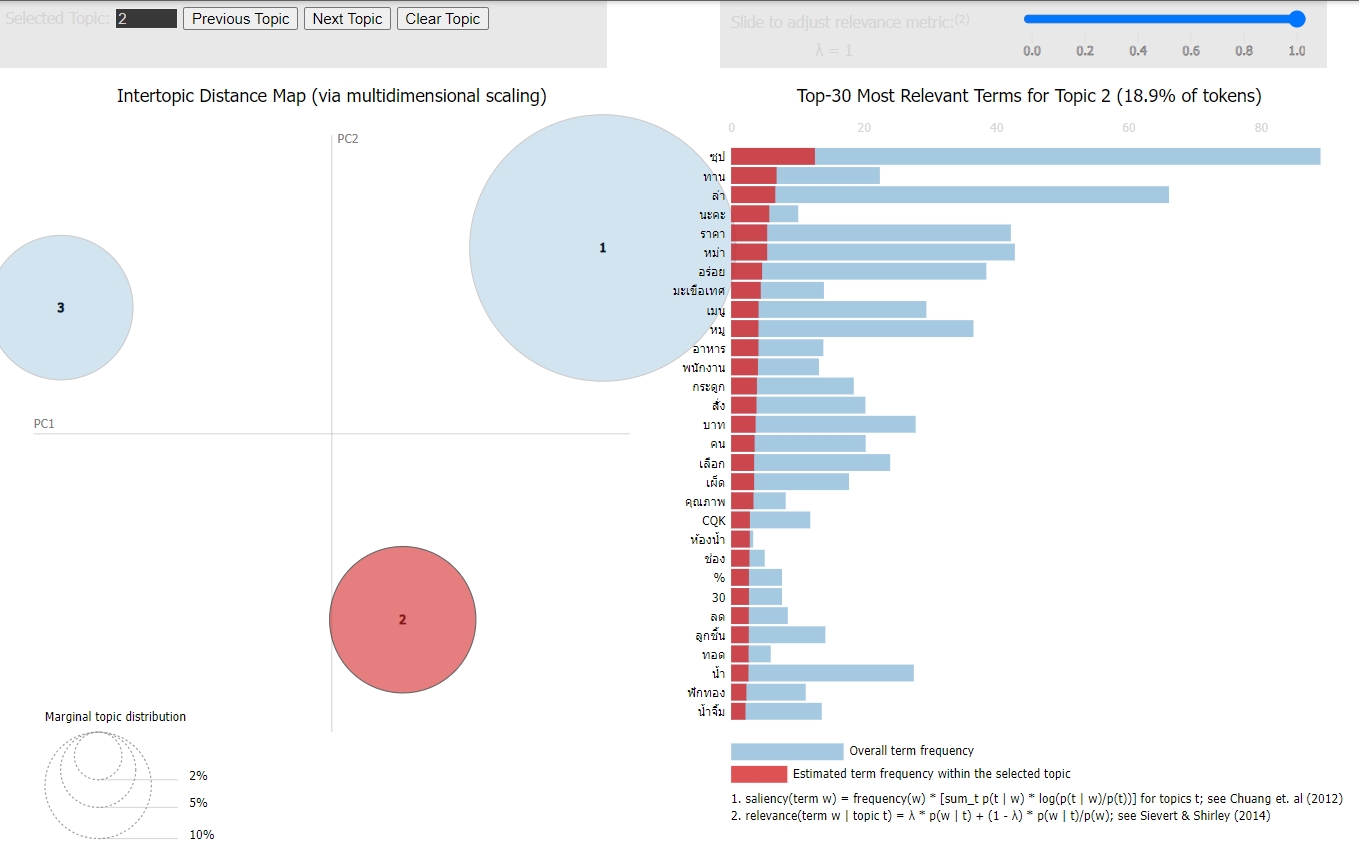 Selected Topic: 2 Previous Topic Next Topic Clear Topic
Slide to adjust relevance metric:(2)
λ = 1
0.0 0.2 0.4 0.6 0.8 1.0
Intertopic Distance Map (via multidimensional scaling)
PC2
PC1
1
3
2
Marginal topic distribution
2%
5%
10%
Top-30 Most Relevant Terms for Topic 2 (18.9% of tokens)
0 20 40 60 80
ซุป
ทาน
ล่า
นะคะ
ราคา
หม่า
อร่อย
มะเขือเทศ
เมนู
หมู
อาหาร
พนักงาน
กระดูก
สั่ง
บาท
คน
เลือก
เผ็ด
คุณภาพ
CQK
ห้องน้ำ
ช่อง
%
30
ลด
ลูกชิ้น
ทอด
น้ำ
ฟักทอง
น้ำจิ้ม
Overall term frequency
Estimated term frequency within the selected topic
1. saliency(term w) = frequency(w) * [sum_t p(t | w) * log(p(t | w)/p(t))] for topics t; see Chuang et. al (2012)
2. relevance(term w | topic t) = λ * p(w | t) + (1 - λ) * p(w | t)/p(w); see Sievert & Shirley (2014)